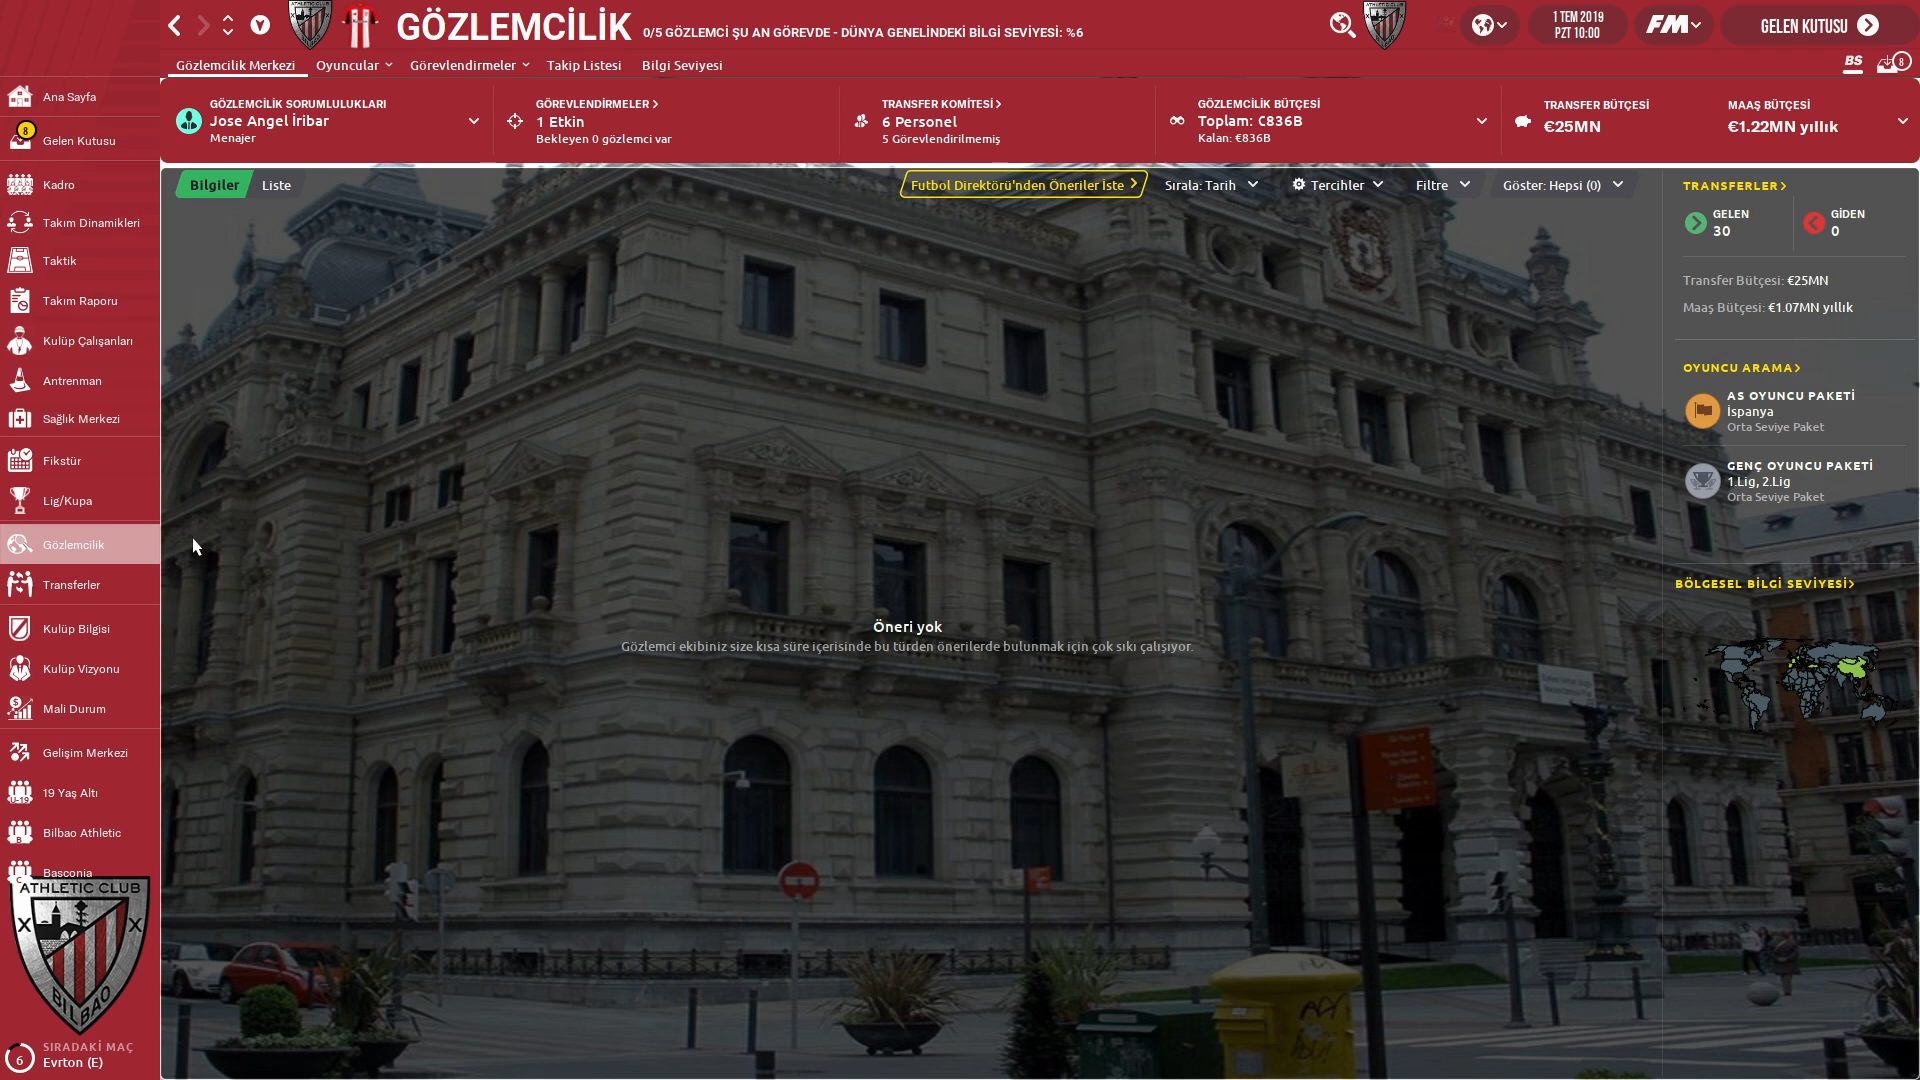 GÖZLEMCİLİK
0/5 GÖZLEMCİ ŞU AN GÖREVDE - DÜNYA GENELİNDEKİ BİLGİ SEVİYESİ: %6
1 TEM 2019
PZT 10:00
FM
GELEN KUTUSU
Gözlemcilik Merkezi
Oyuncular
Görevlendirmeler
Takip Listesi
Bilgi Seviyesi
BS
8
GÖZLEMCİLİK SORUMLULUKLARI
Jose Angel İribar
Menajer
GÖREVLENDİRMELER
1 Etkin
Bekleyen 0 gözlemci var
TRANSFER KOMİTESİ
6 Personel
5 Görevlendirilmemiş
GÖZLEMCİLİK BÜTÇESİ
Toplam: €836B
Kalan: €836B
TRANSFER BÜTÇESİ
€25MN
MAAŞ BÜTÇESİ
€1.22MN yıllık
Ana Sayfa
8
Gelen Kutusu
Kadro
Takım Dinamikleri
Taktik
Takım Raporu
Kulüp Çalışanları
Antrenman
Sağlık Merkezi
Fikstür
Lig/Kupa
Gözlemcilik
Transferler
Kulüp Bilgisi
Kulüp Vizyonu
Mali Durum
Gelişim Merkezi
U-19
19 Yaş Altı
B
Bilbao Athletic
C
Basconia
ATHLETIC CLUB
BILBAO
6
SIRADAKİ MAÇ
Evrton (E)
Bilgiler
Liste
Futbol Direktörü'nden Öneriler İste
Sırala: Tarih
Tercihler
Filtre
Göster: Hepsi (0)
Öneri yok
Gözlemci ekibiniz size kısa süre içerisinde bu türden önerilerde bulunmak için çok sıkı çalışıyor.
TRANSFERLER
GELEN
30
GİDEN
0
Transfer Bütçesi: €25MN
Maaş Bütçesi: €1.07MN yıllık
OYUNCU ARAMA
AS OYUNCU PAKETİ
İspanya
Orta Seviye Paket
GENÇ OYUNCU PAKETİ
1.Lig, 2.Lig
Orta Seviye Paket
BÖLGESEL BİLGİ SEVİYESİ